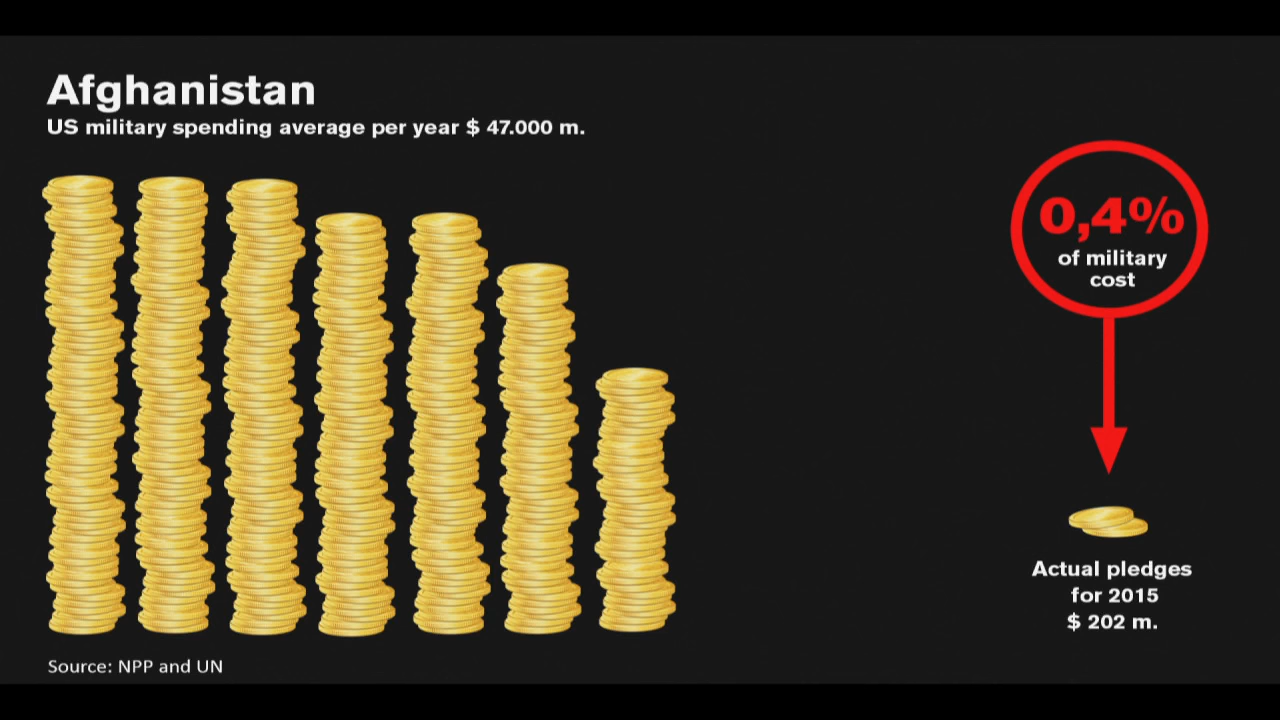 Afghanistan
US military spending average per year $ 47.000 m.
0,4%
of military
cost
Actual pledges
for 2015
$ 202 m.
Source: NPP and UN